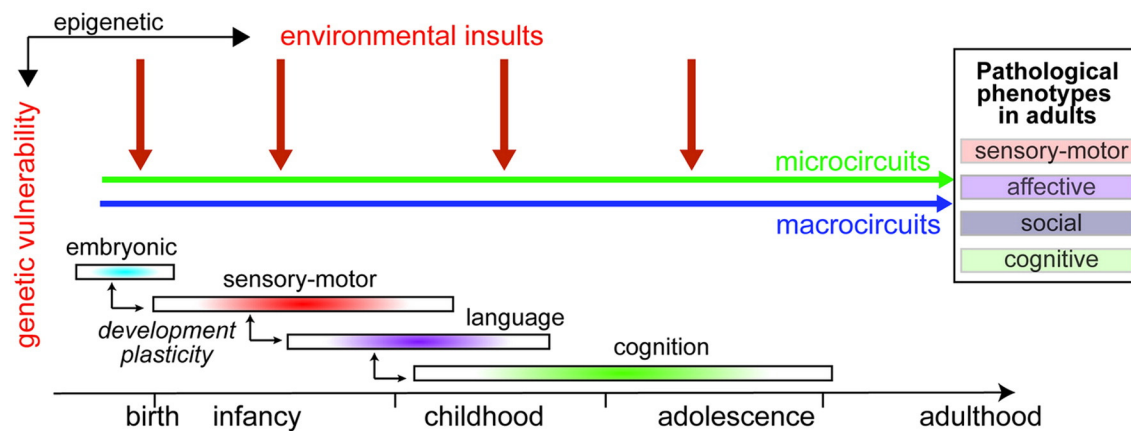 epigenetic
environmental insults
genetic vulnerability
Pathological
phenotypes
in adults
sensory-motor
affective
social
cognitive
microcircuits
macrocircuits
embryonic
sensory-motor
development
plasticity
language
cognition
birth infancy childhood adolescence adulthood